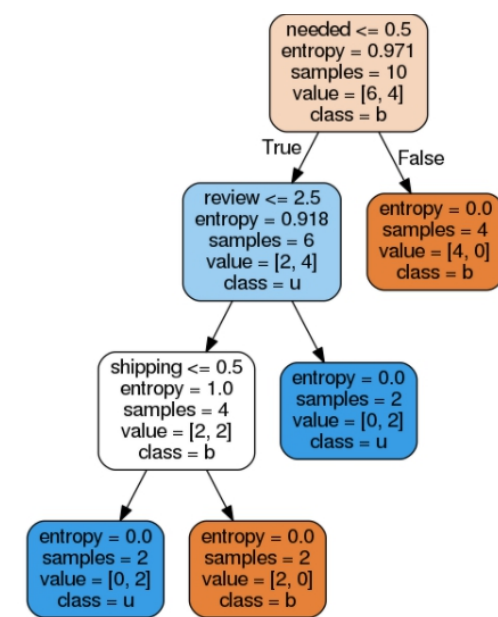 needed <= 0.5
entropy = 0.971
samples = 10
value = [6, 4]
class = b
True
False
review <= 2.5
entropy = 0.918
samples = 6
value = [2, 4]
class = u
entropy = 0.0
samples = 4
value = [4, 0]
class = b
shipping <= 0.5
entropy = 1.0
samples = 4
value = [2, 2]
class = b
entropy = 0.0
samples = 2
value = [0, 2]
class = u
entropy = 0.0
samples = 2
value = [0, 2]
class = u
entropy = 0.0
samples = 2
value = [2, 0]
class = b